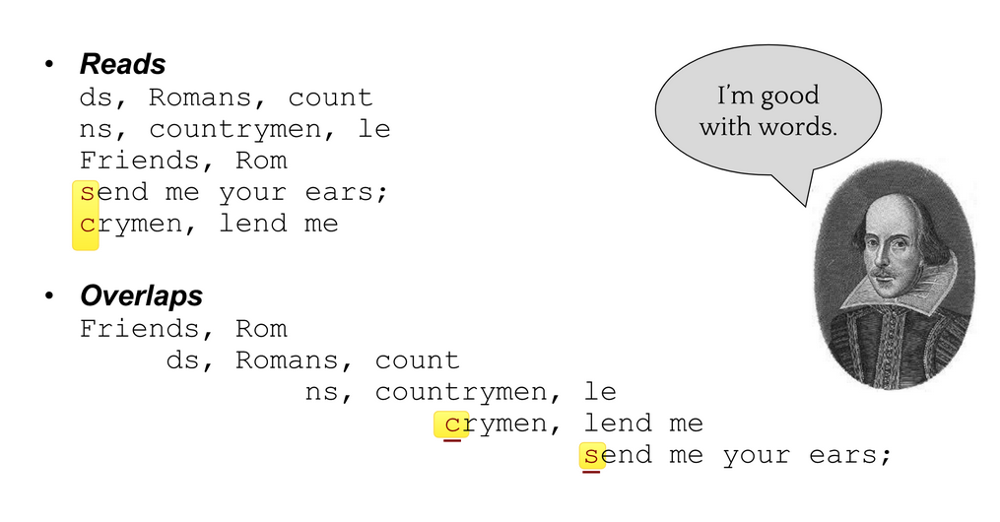 • Reads
ds, Romans, count
ns, countrymen, le
Friends, Rom
send me your ears;
crymen, lend me
I’m good
with words.
• Overlaps
Friends, Rom
ds, Romans, count
ns, countrymen, le
crymen, lend me
send me your ears;